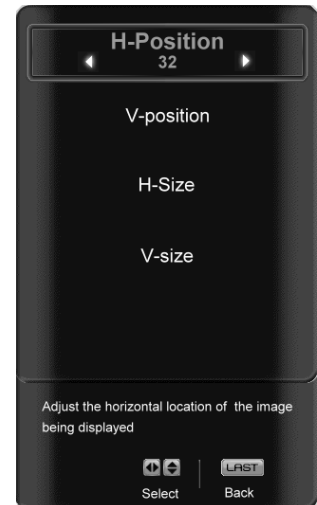 H-Position
32
V-position
H-Size
V-size
Adjust the horizontal location of the image
being displayed
LAST
Select Back